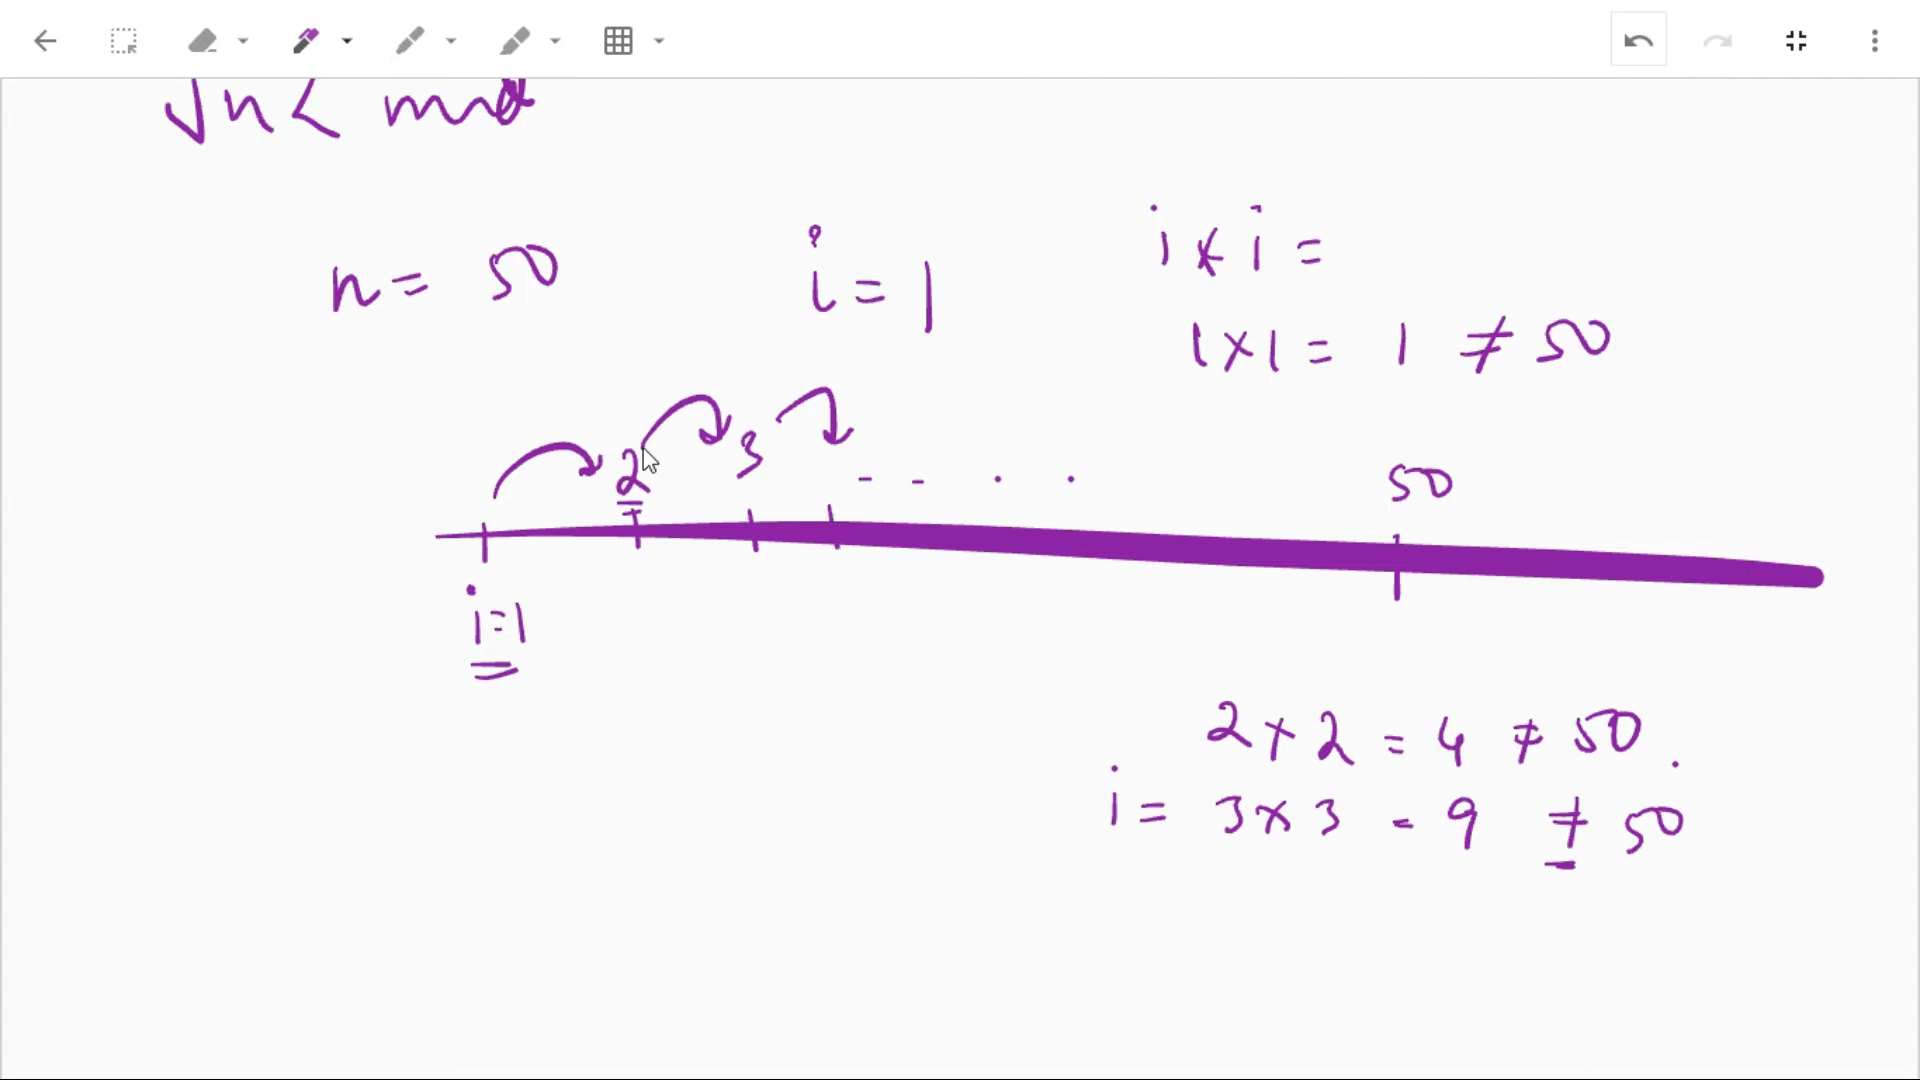 √n < mid
n = 50
i = 1
i * i =
1 x 1 = 1 ≠ 50
2 3 - - . . 50
i = 1
2 x 2 = 4 ≠ 50.
i = 3 x 3 = 9 ≠ 50